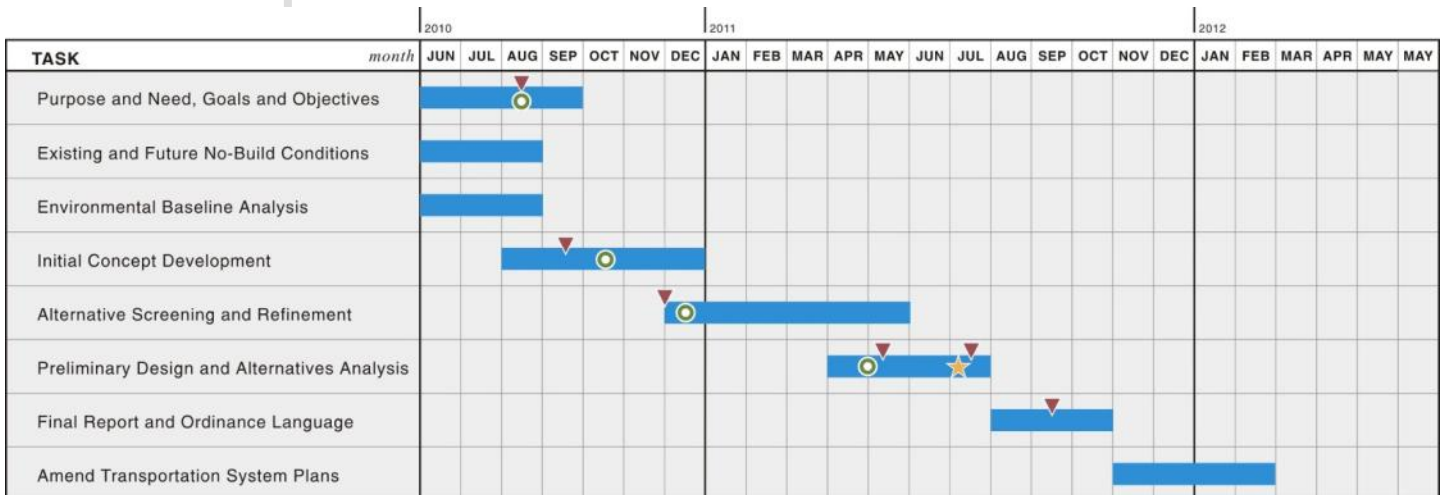 2010 2011 2012
TASK month JUN JUL AUG SEP OCT NOV DEC JAN FEB MAR APR MAY JUN JUL AUG SEP OCT NOV DEC JAN FEB MAR APR MAY MAY
Purpose and Need, Goals and Objectives
Existing and Future No-Build Conditions
Environmental Baseline Analysis
Initial Concept Development
Alternative Screening and Refinement
Preliminary Design and Alternatives Analysis
Final Report and Ordinance Language
Amend Transportation System Plans